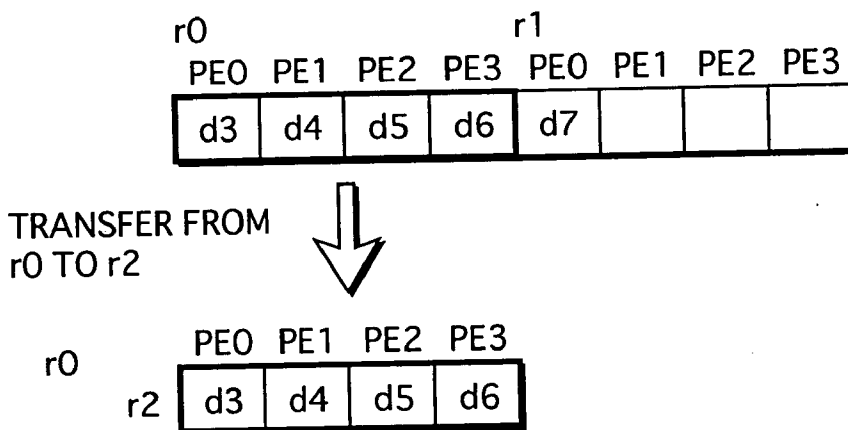 r0 r1
PE0 PE1 PE2 PE3 PE0 PE1 PE2 PE3
d3 d4 d5 d6 d7
TRANSFER FROM
r0 TO r2
PE0 PE1 PE2 PE3
r0
r2 d3 d4 d5 d6